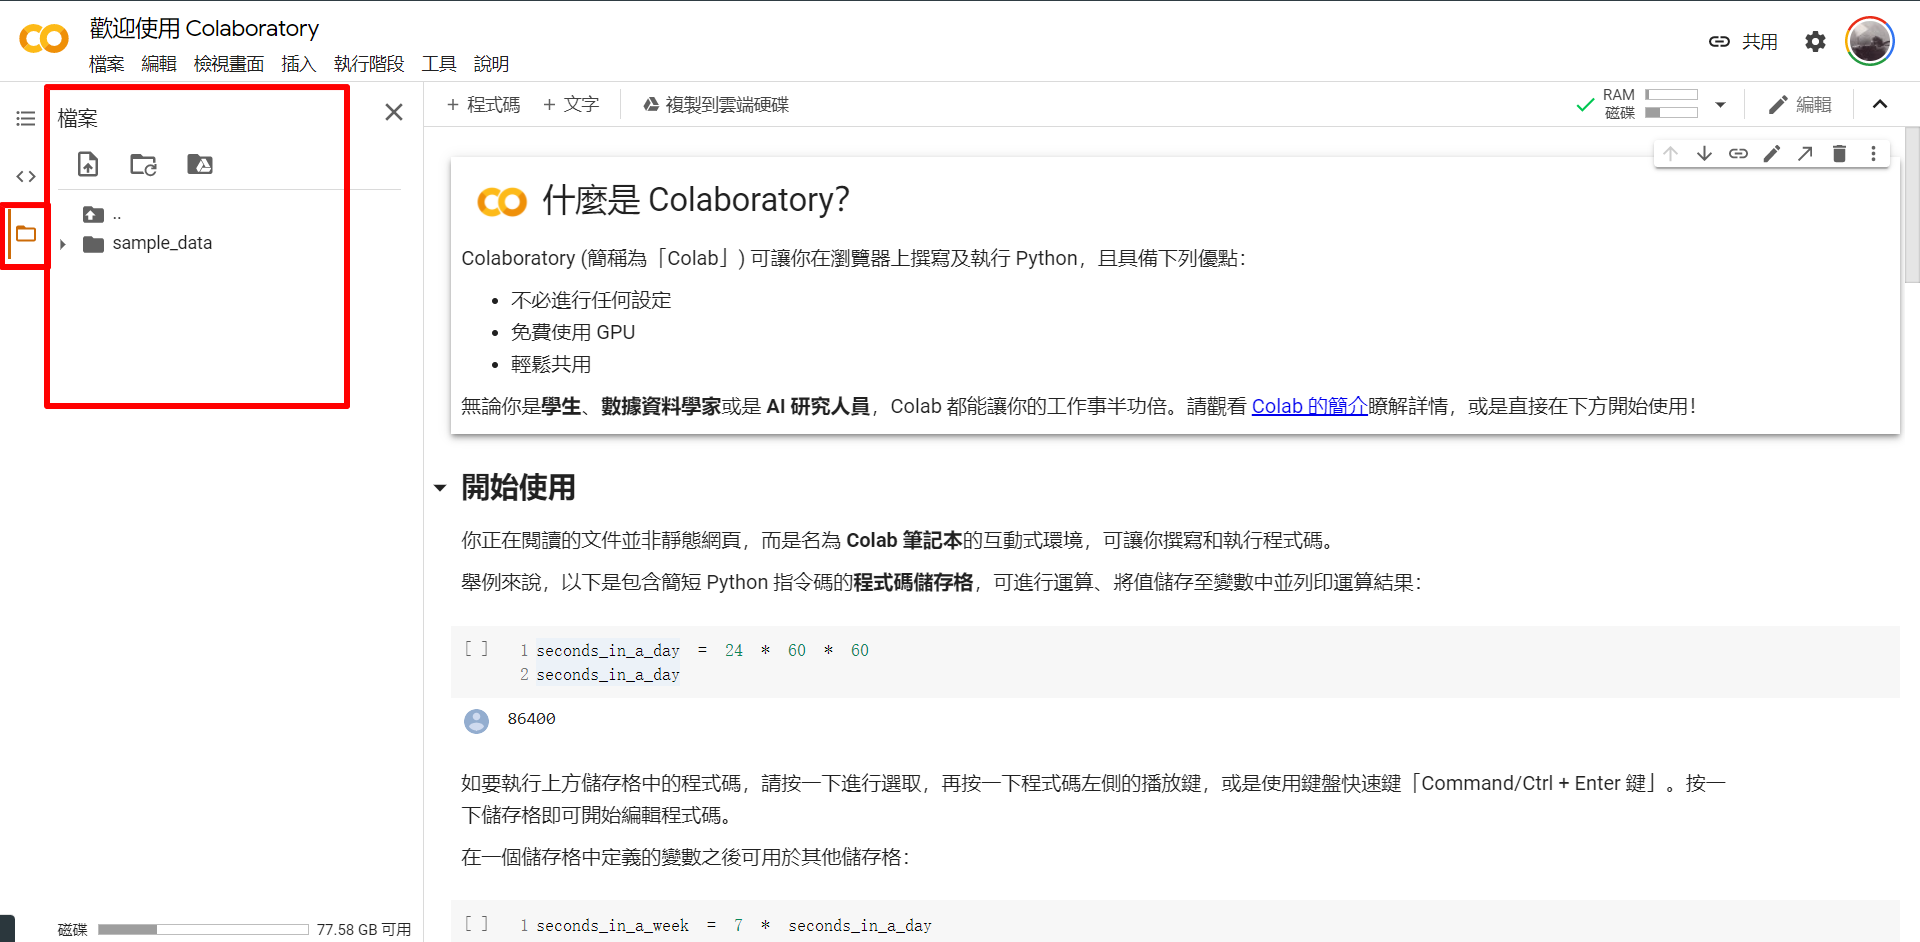 歡迎使用 Colaboratory
檔案 編輯 檢視畫面 插入 執行階段 工具 說明
共用
檔案
..
sample_data
磁碟 77.58 GB 可用
+ 程式碼 + 文字 複製到雲端硬碟
RAM
磁碟
編輯
什麼是 Colaboratory?
Colaboratory (簡稱為「Colab」) 可讓你在瀏覽器上撰寫及執行 Python，且具備下列優點：
• 不必進行任何設定
• 免費使用 GPU
• 輕鬆共用
無論你是學生、數據資料學家或是 AI 研究人員，Colab 都能讓你的工作事半功倍。請觀看 Colab 的簡介瞭解詳情，或是直接在下方開始使用！
開始使用
你正在閱讀的文件並非靜態網頁，而是名為 Colab 筆記本的互動式環境，可讓你撰寫和執行程式碼。
舉例來說，以下是包含簡短 Python 指令碼的程式碼儲存格，可進行運算、將值儲存至變數中並列印運算結果：
[ ] 1 seconds_in_a_day = 24 * 60 * 60
2 seconds_in_a_day
86400
如要執行上方儲存格中的程式碼，請按一下進行選取，再按一下程式碼左側的播放鍵，或是使用鍵盤快速鍵「Command/Ctrl + Enter 鍵」。按一
下儲存格即可開始編輯程式碼。
在一個儲存格中定義的變數之後可用於其他儲存格：
[ ] 1 seconds_in_a_week = 7 * seconds_in_a_day